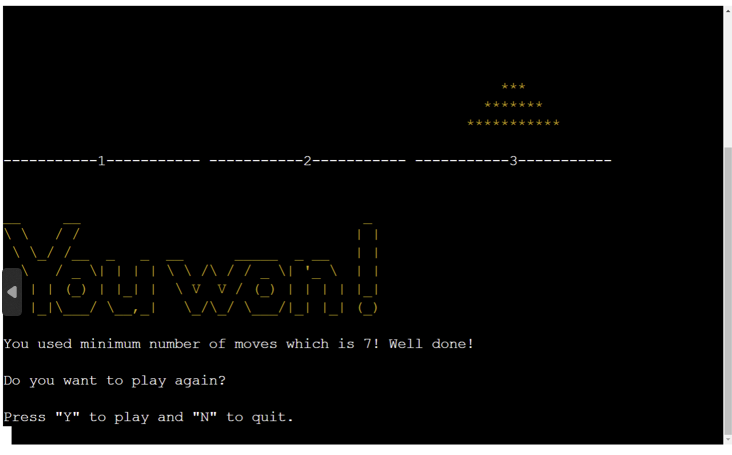 ***
*******
***********
-----------1----------- -----------2----------- -----------3-----------
You won!
You used minimum number of moves which is 7! Well done!
Do you want to play again?
Press "Y" to play and "N" to quit.